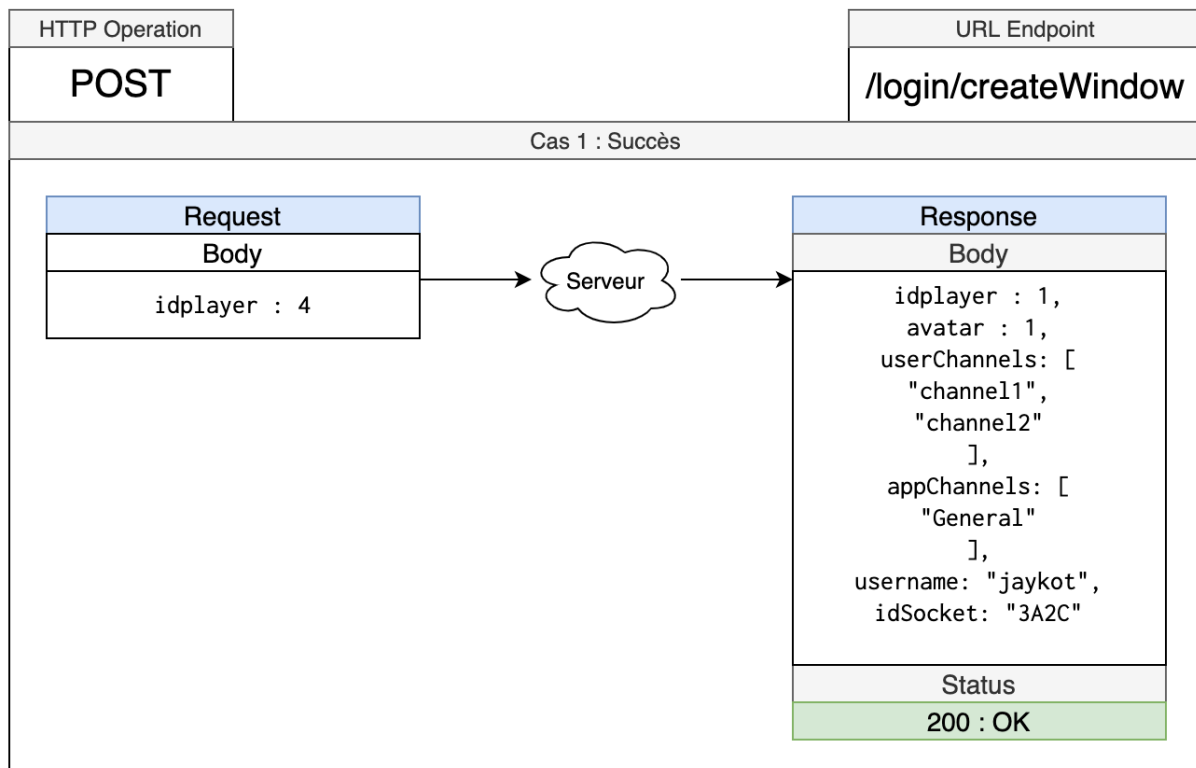 HTTP Operation
URL Endpoint
POST
/login/createWindow
Cas 1 : Succès
Request
Body
idplayer : 4
Serveur
Response
Body
idplayer : 1,
avatar : 1,
userChannels: [
"channel1",
"channel2"
],
appChannels: [
"General"
],
username: "jaykot",
idSocket: "3A2C"
Status
200 : OK